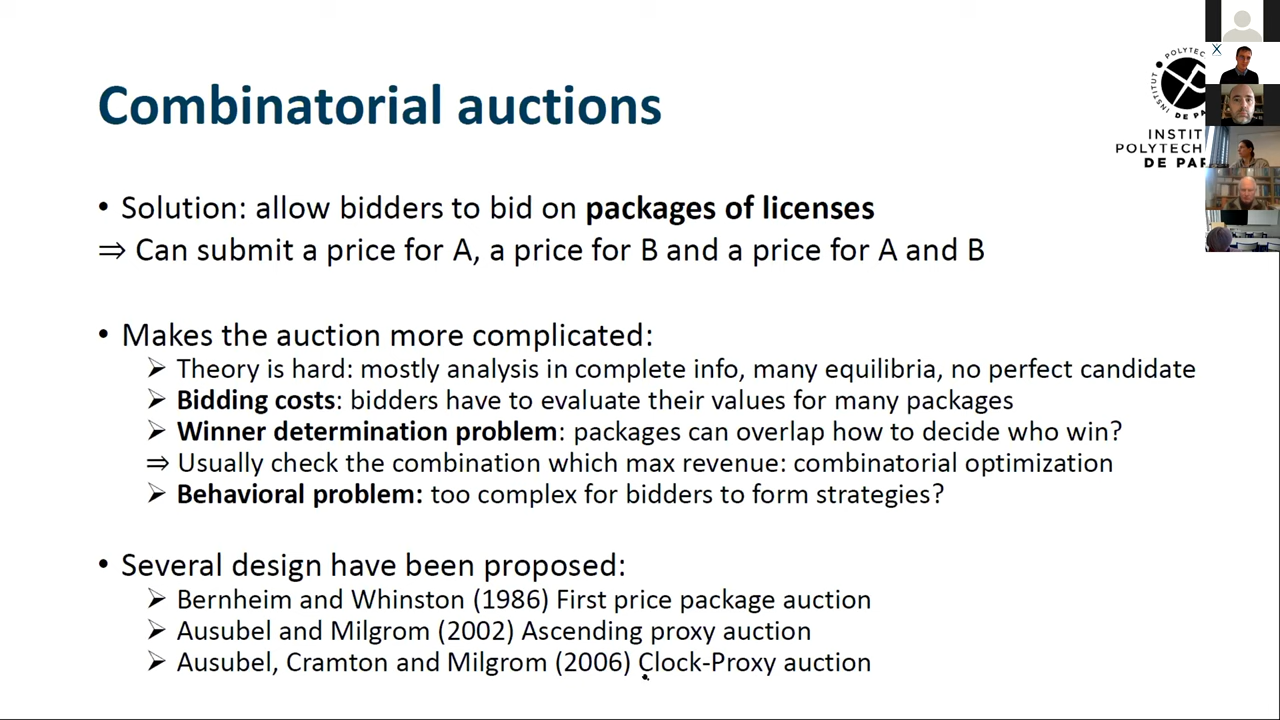 Combinatorial auctions
• Solution: allow bidders to bid on packages of licenses
⇒ Can submit a price for A, a price for B and a price for A and B
• Makes the auction more complicated:
➢ Theory is hard: mostly analysis in complete info, many equilibria, no perfect candidate
➢ Bidding costs: bidders have to evaluate their values for many packages
➢ Winner determination problem: packages can overlap how to decide who win?
⇒ Usually check the combination which max revenue: combinatorial optimization
➢ Behavioral problem: too complex for bidders to form strategies?
• Several design have been proposed:
➢ Bernheim and Whinston (1986) First price package auction
➢ Ausubel and Milgrom (2002) Ascending proxy auction
➢ Ausubel, Cramton and Milgrom (2006) Clock-Proxy auction
INSTIT
POLYTECH
DE PAR